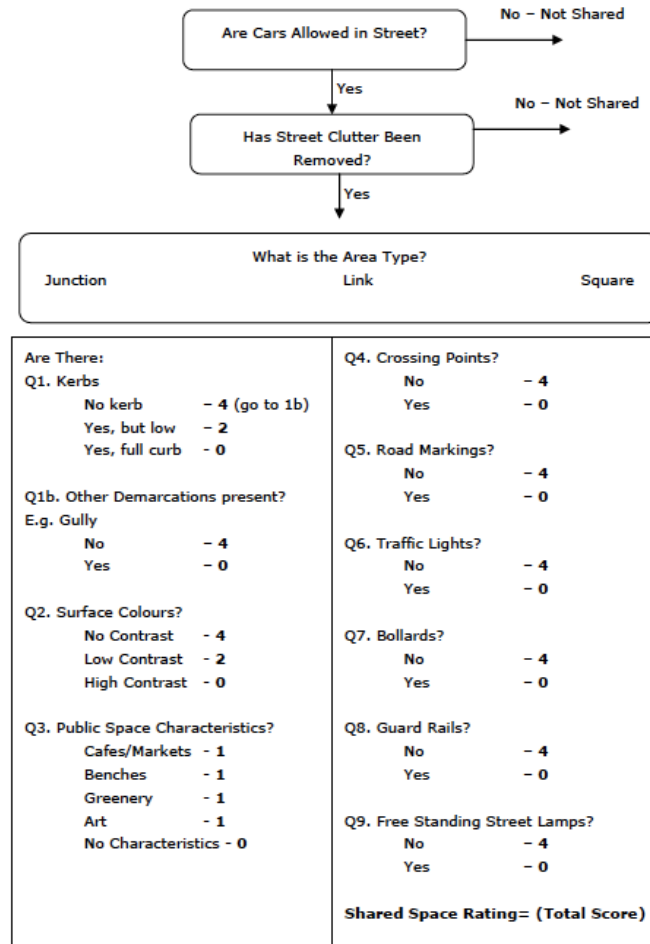 No – Not Shared
Are Cars Allowed in Street?
Yes
No – Not Shared
Has Street Clutter Been
Removed?
Yes
What is the Area Type?
Junction Link Square
Are There:
Q1. Kerbs
No kerb – 4 (go to 1b)
Yes, but low – 2
Yes, full curb - 0
Q1b. Other Demarcations present?
E.g. Gully
No – 4
Yes – 0
Q2. Surface Colours?
No Contrast - 4
Low Contrast - 2
High Contrast - 0
Q3. Public Space Characteristics?
Cafes/Markets - 1
Benches - 1
Greenery - 1
Art - 1
No Characteristics - 0
Q4. Crossing Points?
No – 4
Yes – 0
Q5. Road Markings?
No – 4
Yes – 0
Q6. Traffic Lights?
No – 4
Yes – 0
Q7. Bollards?
No – 4
Yes – 0
Q8. Guard Rails?
No – 4
Yes – 0
Q9. Free Standing Street Lamps?
No – 4
Yes – 0
Shared Space Rating= (Total Score)